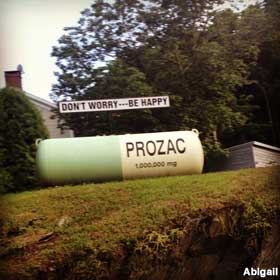 DON'T WORRY---BE HAPPY
PROZAC
1,000,000 mg
Abigail